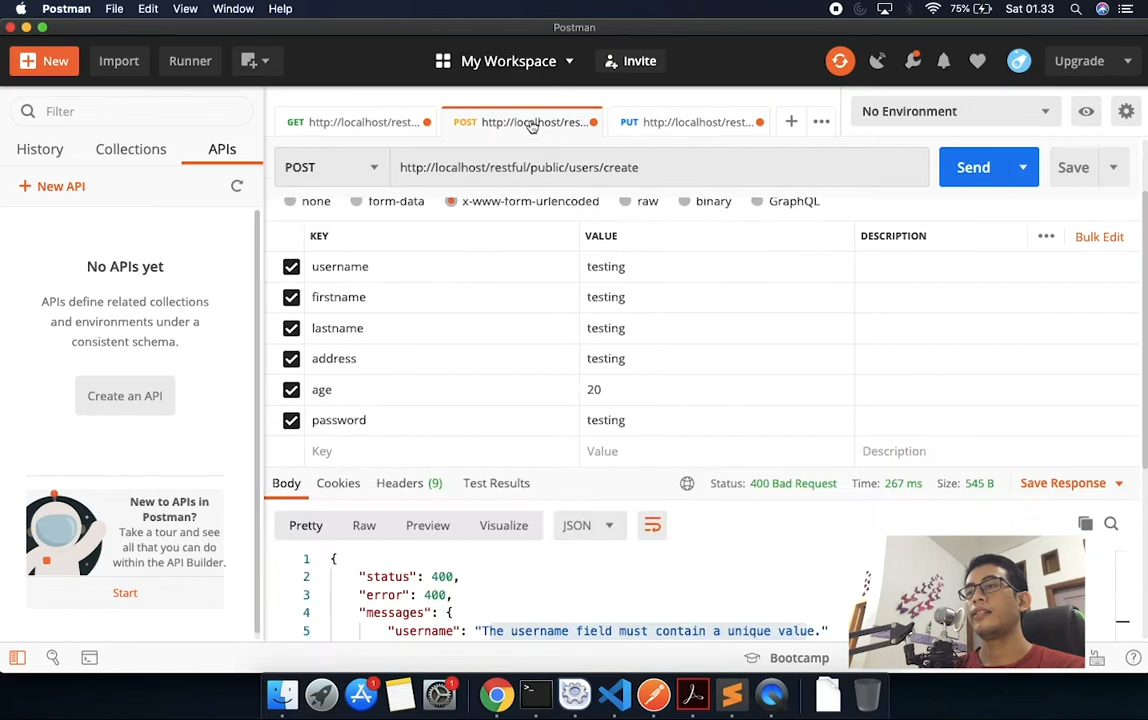 Postman File Edit View Window Help 75% Sat 01.33
Postman
New Import Runner My Workspace Invite Upgrade
Filter
History Collections APIs
New API
No APIs yet
APIs define related collections
and environments under a
consistent schema.
Create an API
New to APIs in
Postman?
Take a tour and see
all that you can do
within the API Builder.
Start
GET http://localhost/rest... POST http://localhost/res... PUT http://localhost/rest... + ••• No Environment
POST http://localhost/restful/public/users/create Send Save
none form-data x-www-form-urlencoded raw binary GraphQL
KEY VALUE DESCRIPTION ••• Bulk Edit
username testing
firstname testing
lastname testing
address testing
age 20
password testing
Key Value Description
Body Cookies Headers (9) Test Results Status: 400 Bad Request Time: 267 ms Size: 545 B Save Response
Pretty Raw Preview Visualize JSON
1 {
2 "status": 400,
3 "error": 400,
4 "messages": {
5 "username": "The username field must contain a unique value."
Bootcamp
1 1